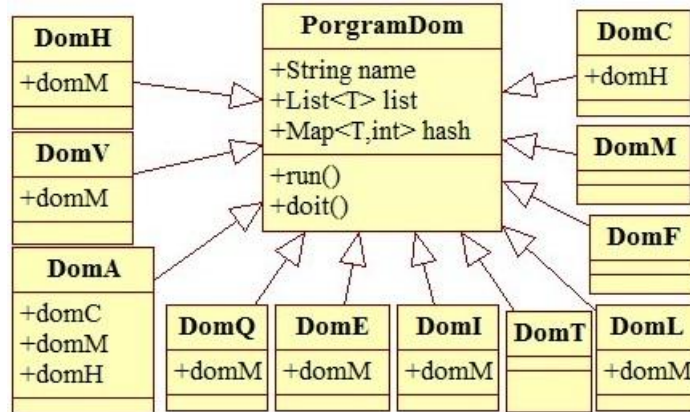 DomH
+domM
DomV
+domM
DomA
+domC
+domM
+domH
PorgramDom
+String name
+List<T> list
+Map<T,int> hash
+run()
+doit()
DomC
+domH
DomM
DomF
DomQ
+domM
DomE
+domM
DomI
+domM
DomT
DomL
+domM